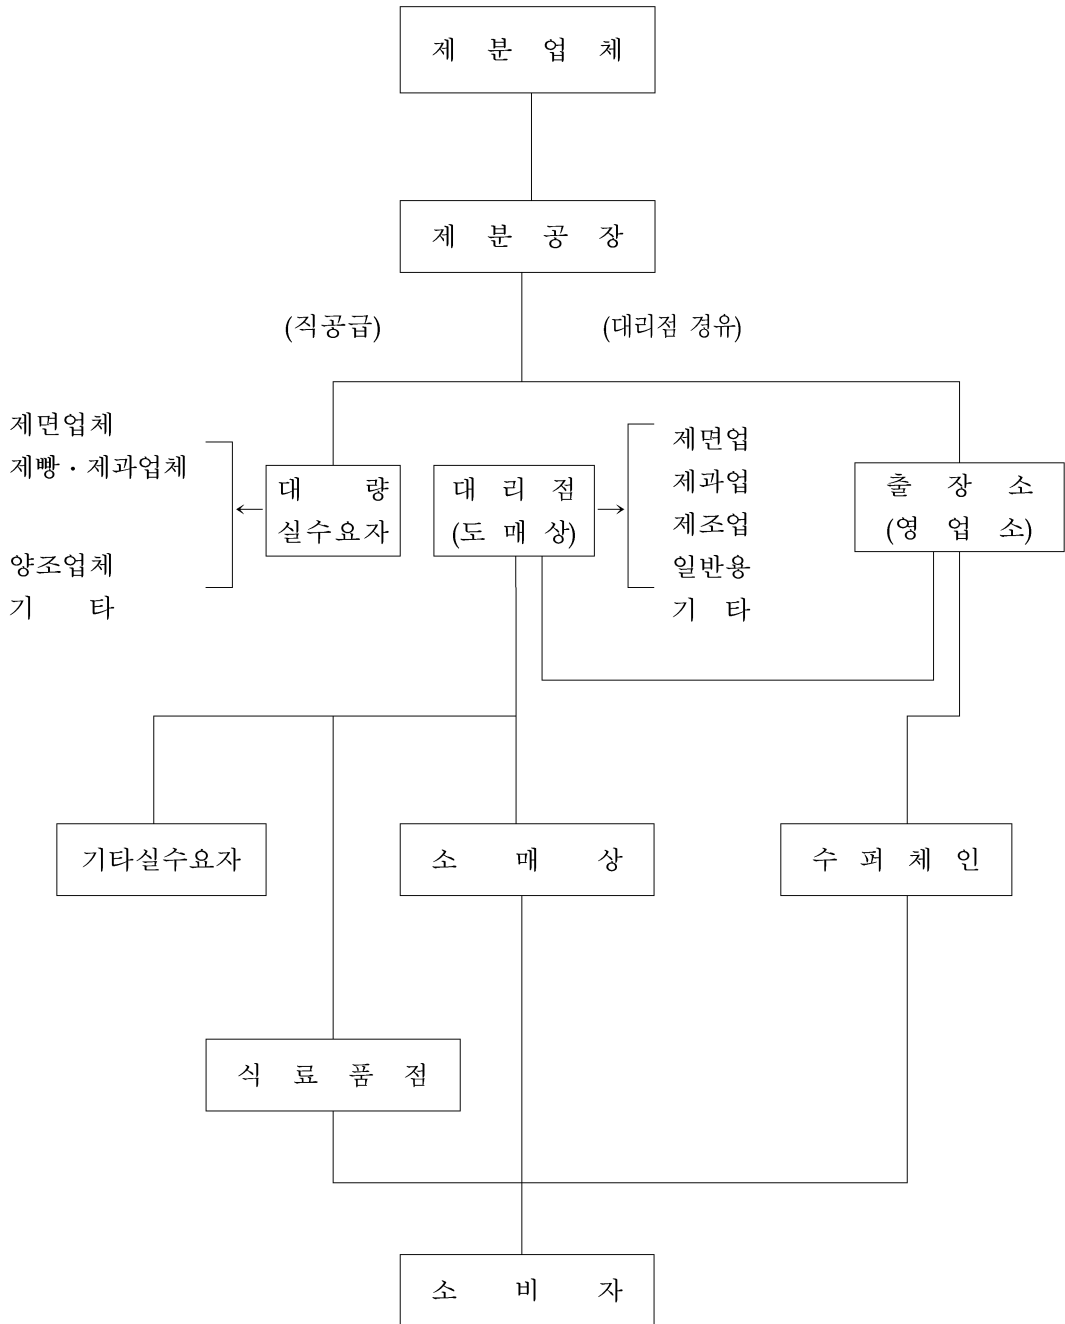 제 분 업 체
제 분 공 장
(직공급)
(대리점 경유)
제면업체
제빵·제과업체
양조업체
기 타
대 량
실수요자
대 리 점
(도 매 상)
제면업
제과업
제조업
일반용
기 타
출 장 소
(영 업 소)
기타실수요자
소 매 상
수 퍼 체 인
식 료 품 점
소 비 자